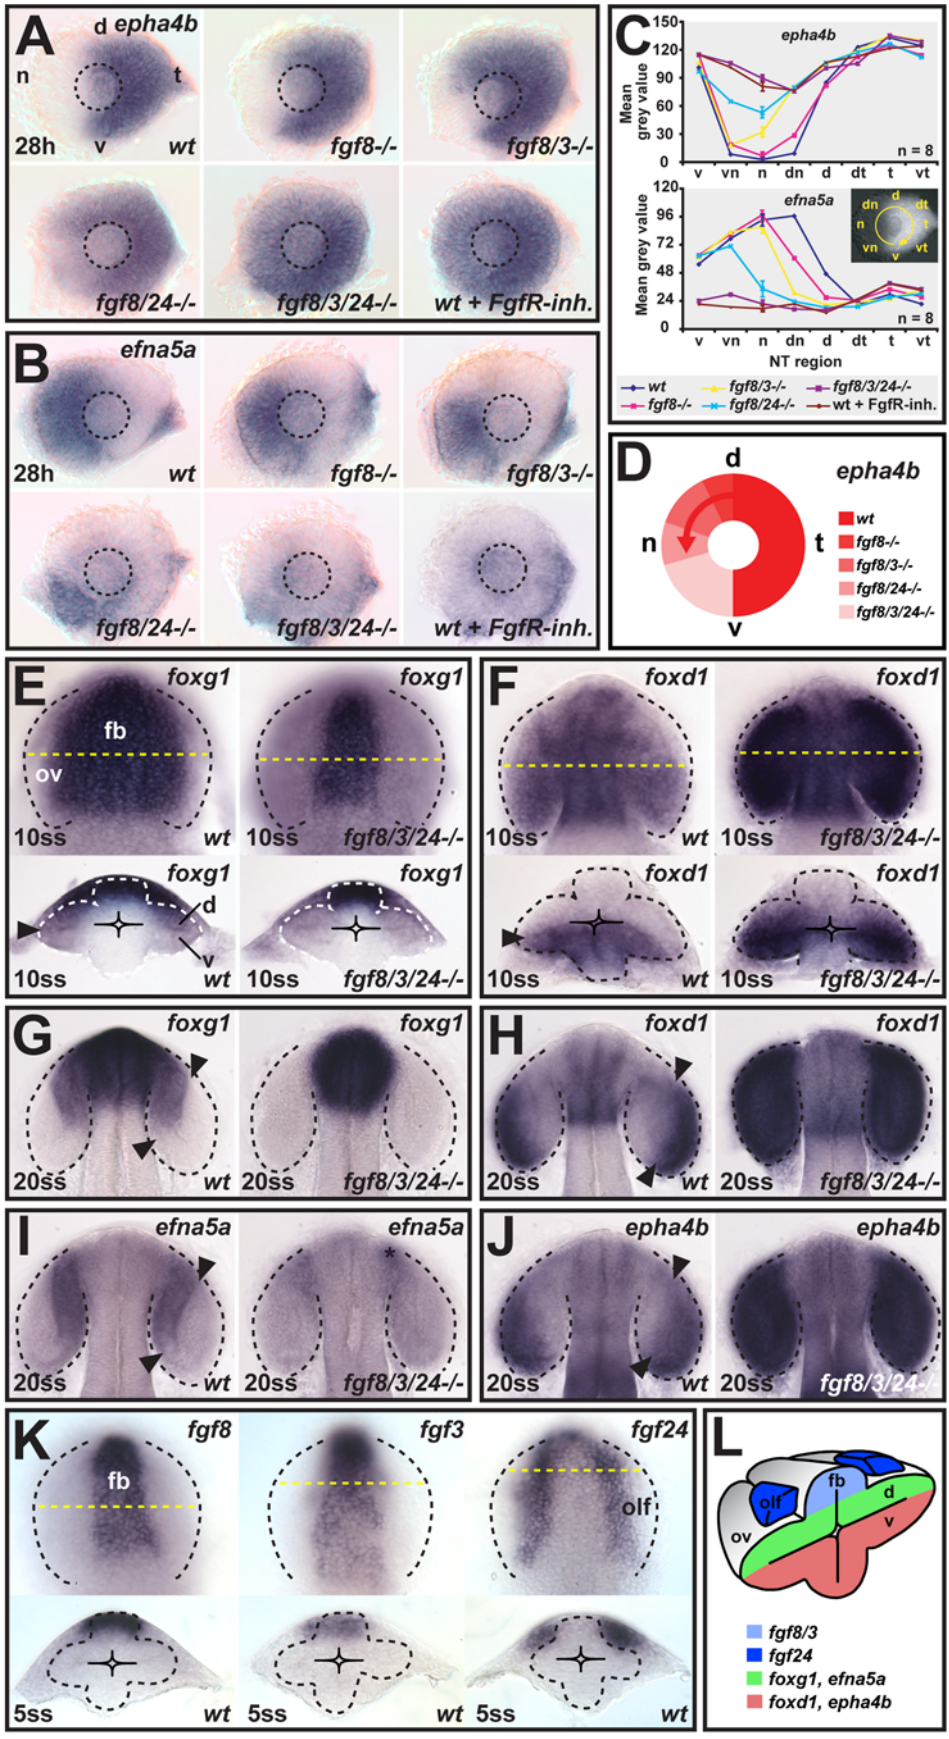 A
d epha4b
n t
v
28h wt
fgf8-/-
fgf8/3-/-
fgf8/24-/-
fgf8/3/24-/-
wt + FgfR-inh.
B
efna5a
28h wt
fgf8-/-
fgf8/3-/-
fgf8/24-/-
fgf8/3/24-/-
wt + FgfR-inh.
C
epha4b
Mean grey value
150
120
90
60
30
0
n = 8
v vn n dn d dt t vt
efna5a
Mean grey value
120
96
72
48
24
0
d
dn dt
n t
vn vt
v
n = 8
v vn n dn d dt t vt
NT region
wt fgf8/3-/- fgf8/3/24-/-
fgf8-/- fgf8/24-/- wt + FgfR-inh.
D
d
n t
v
epha4b
wt
fgf8-/-
fgf8/3-/-
fgf8/24-/-
fgf8/3/24-/-
E
foxg1
fb
ov
10ss wt
foxg1
10ss fgf8/3/24-/-
foxg1
d
v
10ss wt
foxg1
10ss fgf8/3/24-/-
F
foxd1
10ss wt
foxd1
10ss fgf8/3/24-/-
foxd1
10ss wt
foxd1
10ss fgf8/3/24-/-
G
foxg1
20ss wt
foxg1
20ss fgf8/3/24-/-
H
foxd1
20ss wt
foxd1
20ss fgf8/3/24-/-
I
efna5a
20ss wt
efna5a
*
20ss fgf8/3/24-/-
J
epha4b
20ss wt
epha4b
20ss fgf8/3/24-/-
K
fgf8
fb
fgf3
fgf24
olf
5ss wt
5ss wt
5ss wt
L
fb
olf
ov
d
v
fgf8/3
fgf24
foxg1, efna5a
foxd1, epha4b